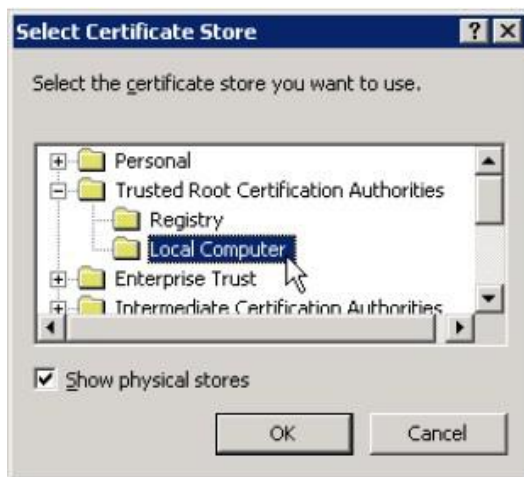 Select Certificate Store
Select the certificate store you want to use.
Personal
Trusted Root Certification Authorities
Registry
Local Computer
Enterprise Trust
Intermediate Certification Authorities
Show physical stores
OK
Cancel